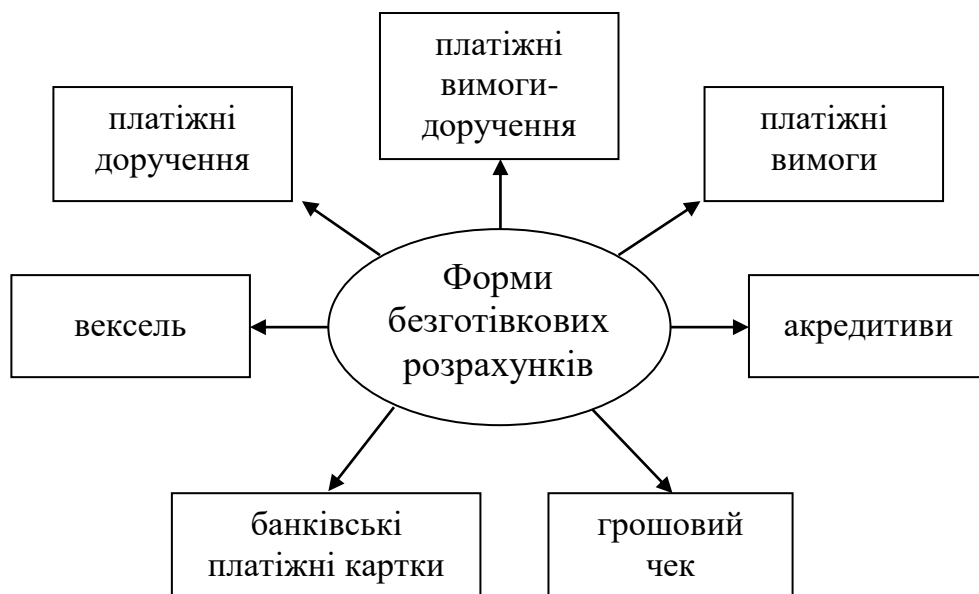 платіжні
вимоги-
доручення
платіжні
доручення
платіжні
вимоги
Форми
безготівкових
розрахунків
вексель
акредитиви
банківські
платіжні картки
грошовий
чек